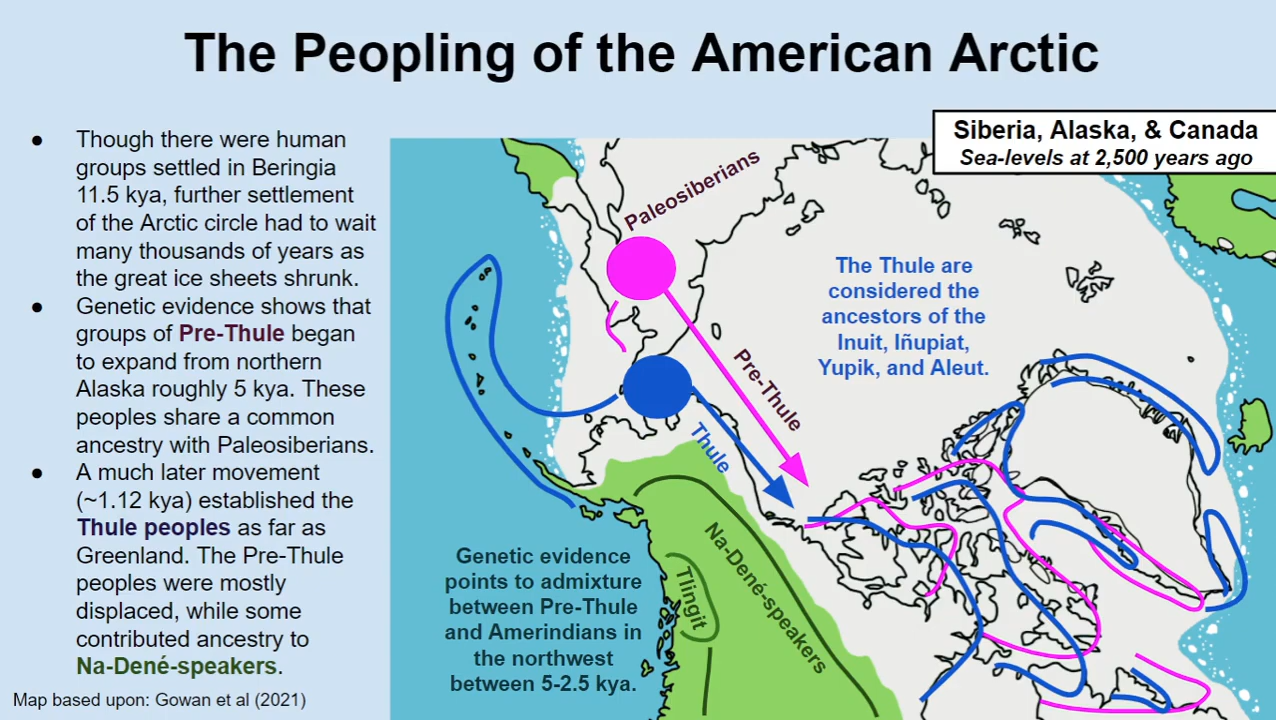 The Peopling of the American Arctic
● Though there were human
groups settled in Beringia
11.5 kya, further settlement
of the Arctic circle had to wait
many thousands of years as
the great ice sheets shrunk.
● Genetic evidence shows that
groups of Pre-Thule began
to expand from northern
Alaska roughly 5 kya. These
peoples share a common
ancestry with Paleosiberians.
● A much later movement
(~1.12 kya) established the
Thule peoples as far as
Greenland. The Pre-Thule
peoples were mostly
displaced, while some
contributed ancestry to
Na-Dené-speakers.
Map based upon: Gowan et al (2021)
Siberia, Alaska, & Canada
Sea-levels at 2,500 years ago
Paleosiberians
The Thule are
considered the
ancestors of the
Inuit, Iñupiat,
Yupik, and Aleut.
Pre-Thule
Thule
Na-Dené-speakers
Tlingit
Genetic evidence
points to admixture
between Pre-Thule
and Amerindians in
the northwest
between 5-2.5 kya.